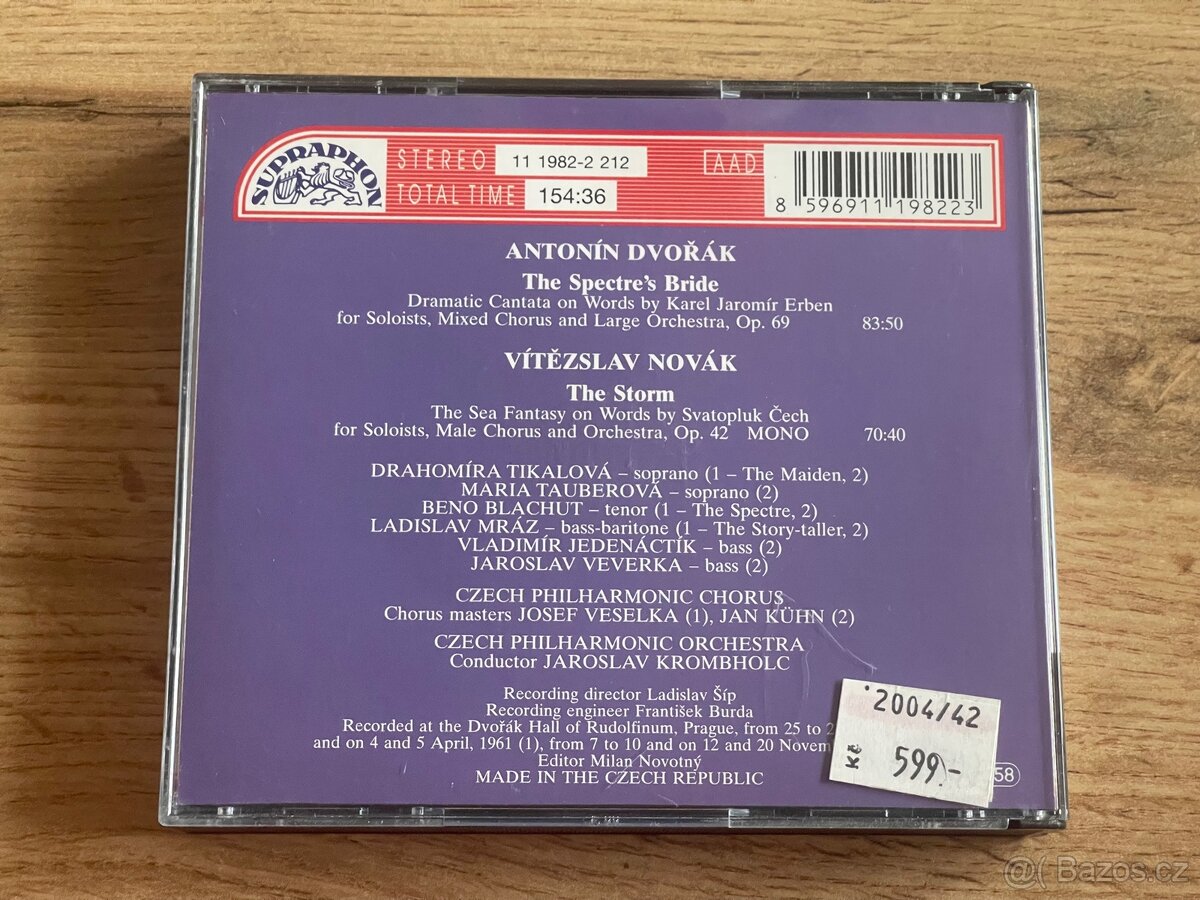 SUPRAPHON
STEREO 11 1982-2 212 AAD
TOTAL TIME 154:36
8 596911 198223
ANTONÍN DVOŘÁK
The Spectre's Bride
Dramatic Cantata on Words by Karel Jaromír Erben
for Soloists, Mixed Chorus and Large Orchestra, Op. 69 83:50
VÍTĚZSLAV NOVÁK
The Storm
The Sea Fantasy on Words by Svatopluk Čech
for Soloists, Male Chorus and Orchestra, Op. 42 MONO 70:40
DRAHOMÍRA TIKALOVÁ – soprano (1 – The Maiden, 2)
MARIA TAUBEROVÁ – soprano (2)
BENO BLACHUT – tenor (1 – The Spectre, 2)
LADISLAV MRÁZ – bass-baritone (1 – The Story-taller, 2)
VLADIMÍR JEDENÁCTÍK – bass (2)
JAROSLAV VEVERKA – bass (2)
CZECH PHILHARMONIC CHORUS
Chorus masters JOSEF VESELKA (1), JAN KÜHN (2)
CZECH PHILHARMONIC ORCHESTRA
Conductor JAROSLAV KROMBHOLC
Recording director Ladislav Šíp
Recording engineer František Burda
Recorded at the Dvořák Hall of Rudolfinum, Prague, from 25 to
and on 4 and 5 April, 1961 (1), from 7 to 10 and on 12 and 20
Editor Milan Novotný
MADE IN THE CZECH REPUBLIC
2004/42
Kč 599.-
58
Bazos.cz